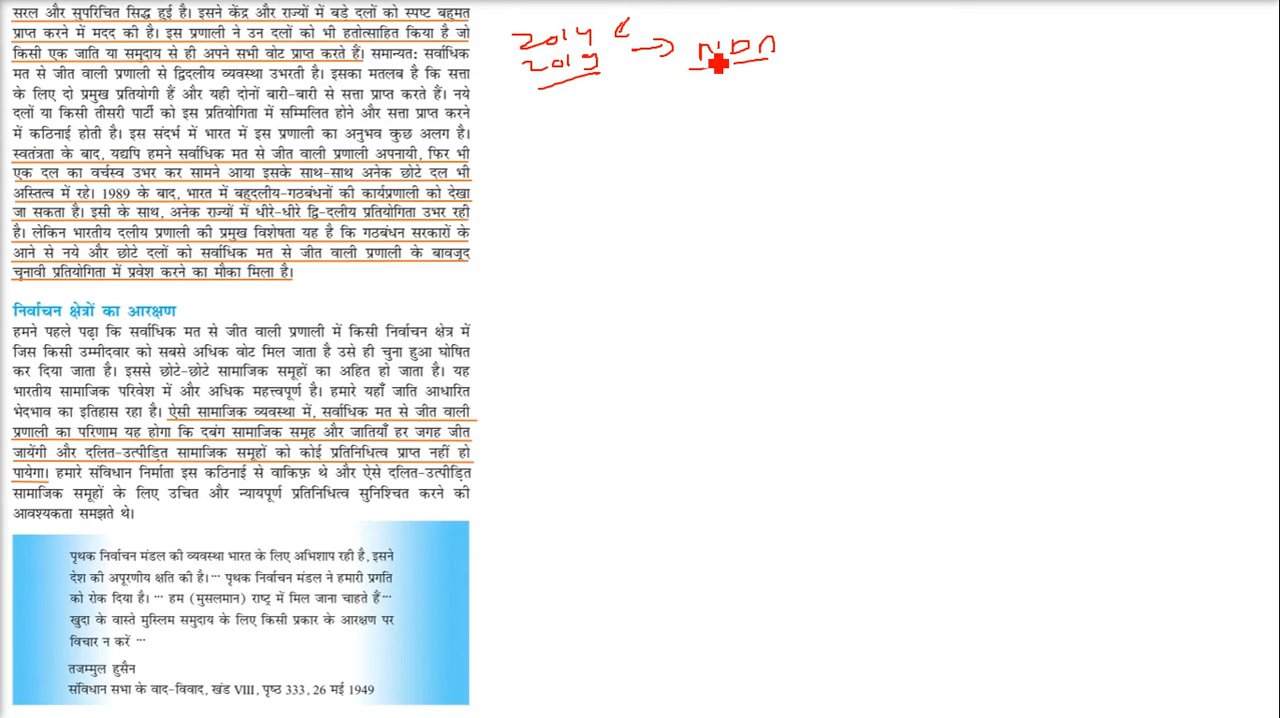 सरल और सुपरिचित सिद्ध हुई है। इसने केंद्र और राज्यों में बड़े दलों को स्पष्ट बहुमत
प्राप्त करने में मदद की है। इस प्रणाली ने उन दलों को भी हतोत्साहित किया है जो
किसी एक जाति या समुदाय से ही अपने सभी वोट प्राप्त करते हैं। समान्यत: सर्वाधिक
मत से जीत वाली प्रणाली से द्विदलीय व्यवस्था उभरती है। इसका मतलब है कि सत्ता
के लिए दो प्रमुख प्रतियोगी हैं और यही दोनों बारी-बारी से सत्ता प्राप्त करते हैं। नये
दलों या किसी तीसरी पार्टी को इस प्रतियोगिता में सम्मिलित होने और सत्ता प्राप्त करने
में कठिनाई होती है। इस संदर्भ में भारत में इस प्रणाली का अनुभव कुछ अलग है।
स्वतंत्रता के बाद, यद्यपि हमने सर्वाधिक मत से जीत वाली प्रणाली अपनायी, फिर भी
एक दल का वर्चस्व उभर कर सामने आया इसके साथ-साथ अनेक छोटे दल भी
अस्तित्व में रहे। 1989 के बाद, भारत में बहुदलीय-गठबंधनों की कार्यप्रणाली को देखा
जा सकता है। इसी के साथ, अनेक राज्यों में धीरे-धीरे द्वि-दलीय प्रतियोगिता उभर रही
है। लेकिन भारतीय दलीय प्रणाली की प्रमुख विशेषता यह है कि गठबंधन सरकारों के
आने से नये और छोटे दलों को सर्वाधिक मत से जीत वाली प्रणाली के बावजूद
चुनावी प्रतियोगिता में प्रवेश करने का मौका मिला है।
2014
2019 → NDA
निर्वाचन क्षेत्रों का आरक्षण
हमने पहले पढ़ा कि सर्वाधिक मत से जीत वाली प्रणाली में किसी निर्वाचन क्षेत्र में
जिस किसी उम्मीदवार को सबसे अधिक वोट मिल जाता है उसे ही चुना हुआ घोषित
कर दिया जाता है। इससे छोटे-छोटे सामाजिक समूहों का अहित हो जाता है। यह
भारतीय सामाजिक परिवेश में और अधिक महत्त्वपूर्ण है। हमारे यहाँ जाति आधारित
भेदभाव का इतिहास रहा है। ऐसी सामाजिक व्यवस्था में, सर्वाधिक मत से जीत वाली
प्रणाली का परिणाम यह होगा कि दबंग सामाजिक समूह और जातियाँ हर जगह जीत
जायेंगी और दलित-उत्पीड़ित सामाजिक समूहों को कोई प्रतिनिधित्व प्राप्त नहीं हो
पायेगा। हमारे संविधान निर्माता इस कठिनाई से वाकिफ़ थे और ऐसे दलित-उत्पीड़ित
सामाजिक समूहों के लिए उचित और न्यायपूर्ण प्रतिनिधित्व सुनिश्चित करने की
आवश्यकता समझते थे।
पृथक निर्वाचन मंडल की व्यवस्था भारत के लिए अभिशाप रही है, इसने
देश की अपूरणीय क्षति की है। ··· पृथक निर्वाचन मंडल ने हमारी प्रगति
को रोक दिया है। ··· हम (मुसलमान) राष्ट्र में मिल जाना चाहते हैं ···
खुदा के वास्ते मुस्लिम समुदाय के लिए किसी प्रकार के आरक्षण पर
विचार न करें ···
तजम्मुल हुसैन
संविधान सभा के वाद-विवाद, खंड VIII, पृष्ठ 333, 26 मई 1949